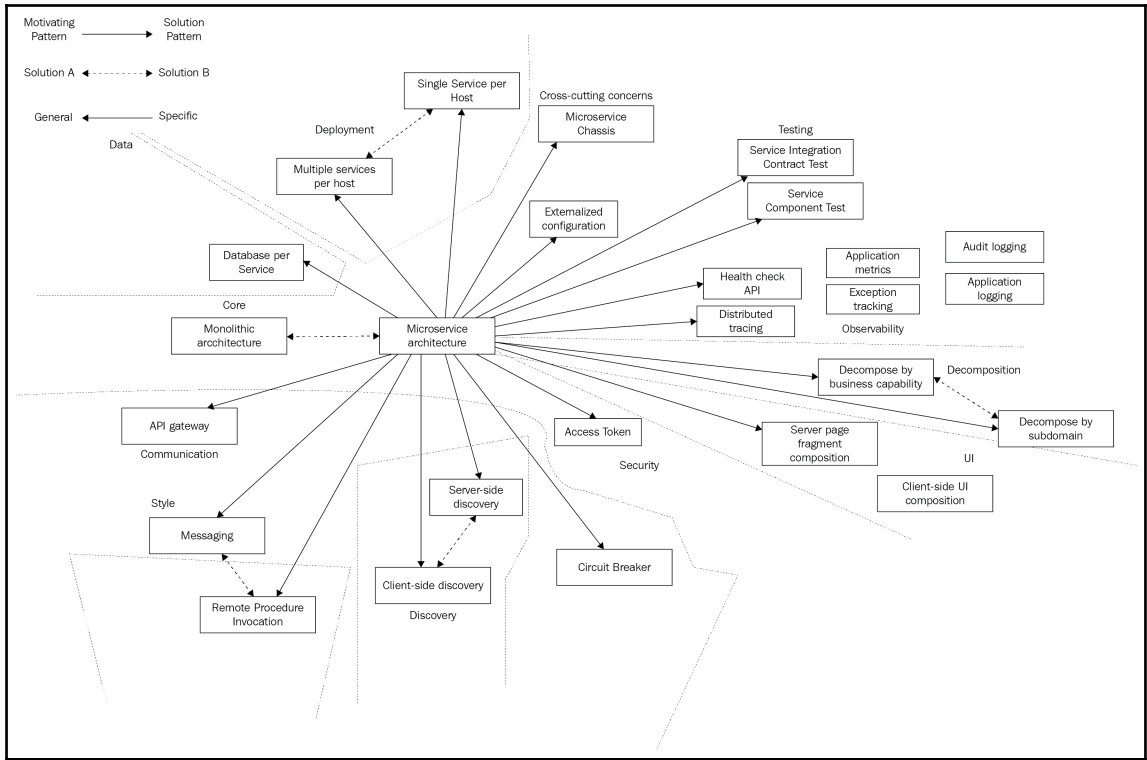 Motivating
Pattern
Solution
Pattern
Solution A
Solution B
General
Specific
Data
Single Service per
Host
Deployment
Multiple services
per host
Cross-cutting concerns
Microservice
Chassis
Externalized
configuration
Testing
Service Integration
Contract Test
Service
Component Test
Database per
Service
Core
Monolithic
arcchitecture
Microservice
architecture
Health check
API
Distributed
tracing
Application
metrics
Exception
tracking
Observability
Audit logging
Application
logging
Decompose by
business capability
Decomposition
Decompose by
subdomain
API gateway
Communication
Access Token
Security
Server page
fragment
composition
UI
Client-side UI
composition
Style
Messaging
Remote Procedure
Invocation
Server-side
discovery
Client-side discovery
Discovery
Circuit Breaker